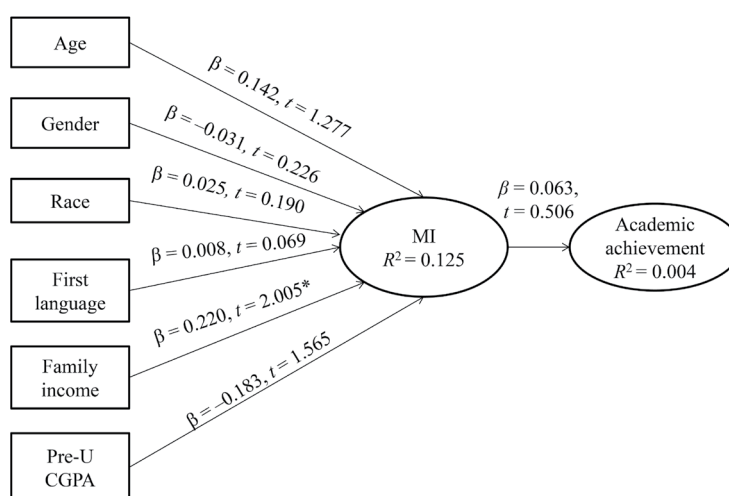 Age
β = 0.142, t = 1.277
Gender
β = –0.031, t = 0.226
Race
β = 0.025, t = 0.190
First
language
β = 0.008, t = 0.069
Family
income
β = 0.220, t = 2.005*
Pre-U
CGPA
β = –0.183, t = 1.565
MI
R² = 0.125
β = 0.063,
t = 0.506
Academic
achievement
R² = 0.004